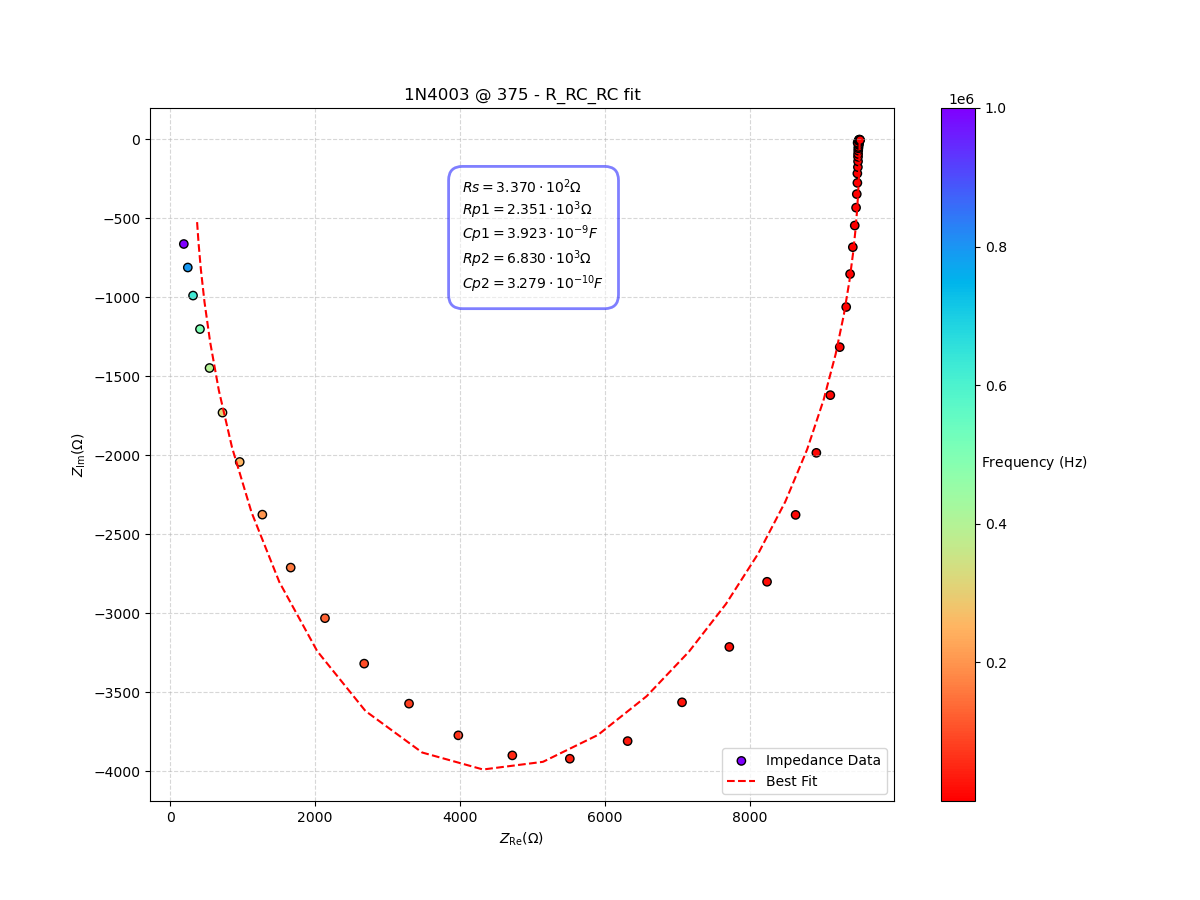 1N4003 @ 375 - R_RC_RC fit
1e6
0
−500
−1000
−1500
−2000
−2500
−3000
−3500
−4000
Z_Im(Ω)
Rs = 3.370 · 10²Ω
Rp1 = 2.351 · 10³Ω
Cp1 = 3.923 · 10⁻⁹F
Rp2 = 6.830 · 10³Ω
Cp2 = 3.279 · 10⁻¹⁰F
Impedance Data
Best Fit
0 2000 4000 6000 8000
Z_Re(Ω)
1.0
0.8
0.6
0.4
0.2
Frequency (Hz)